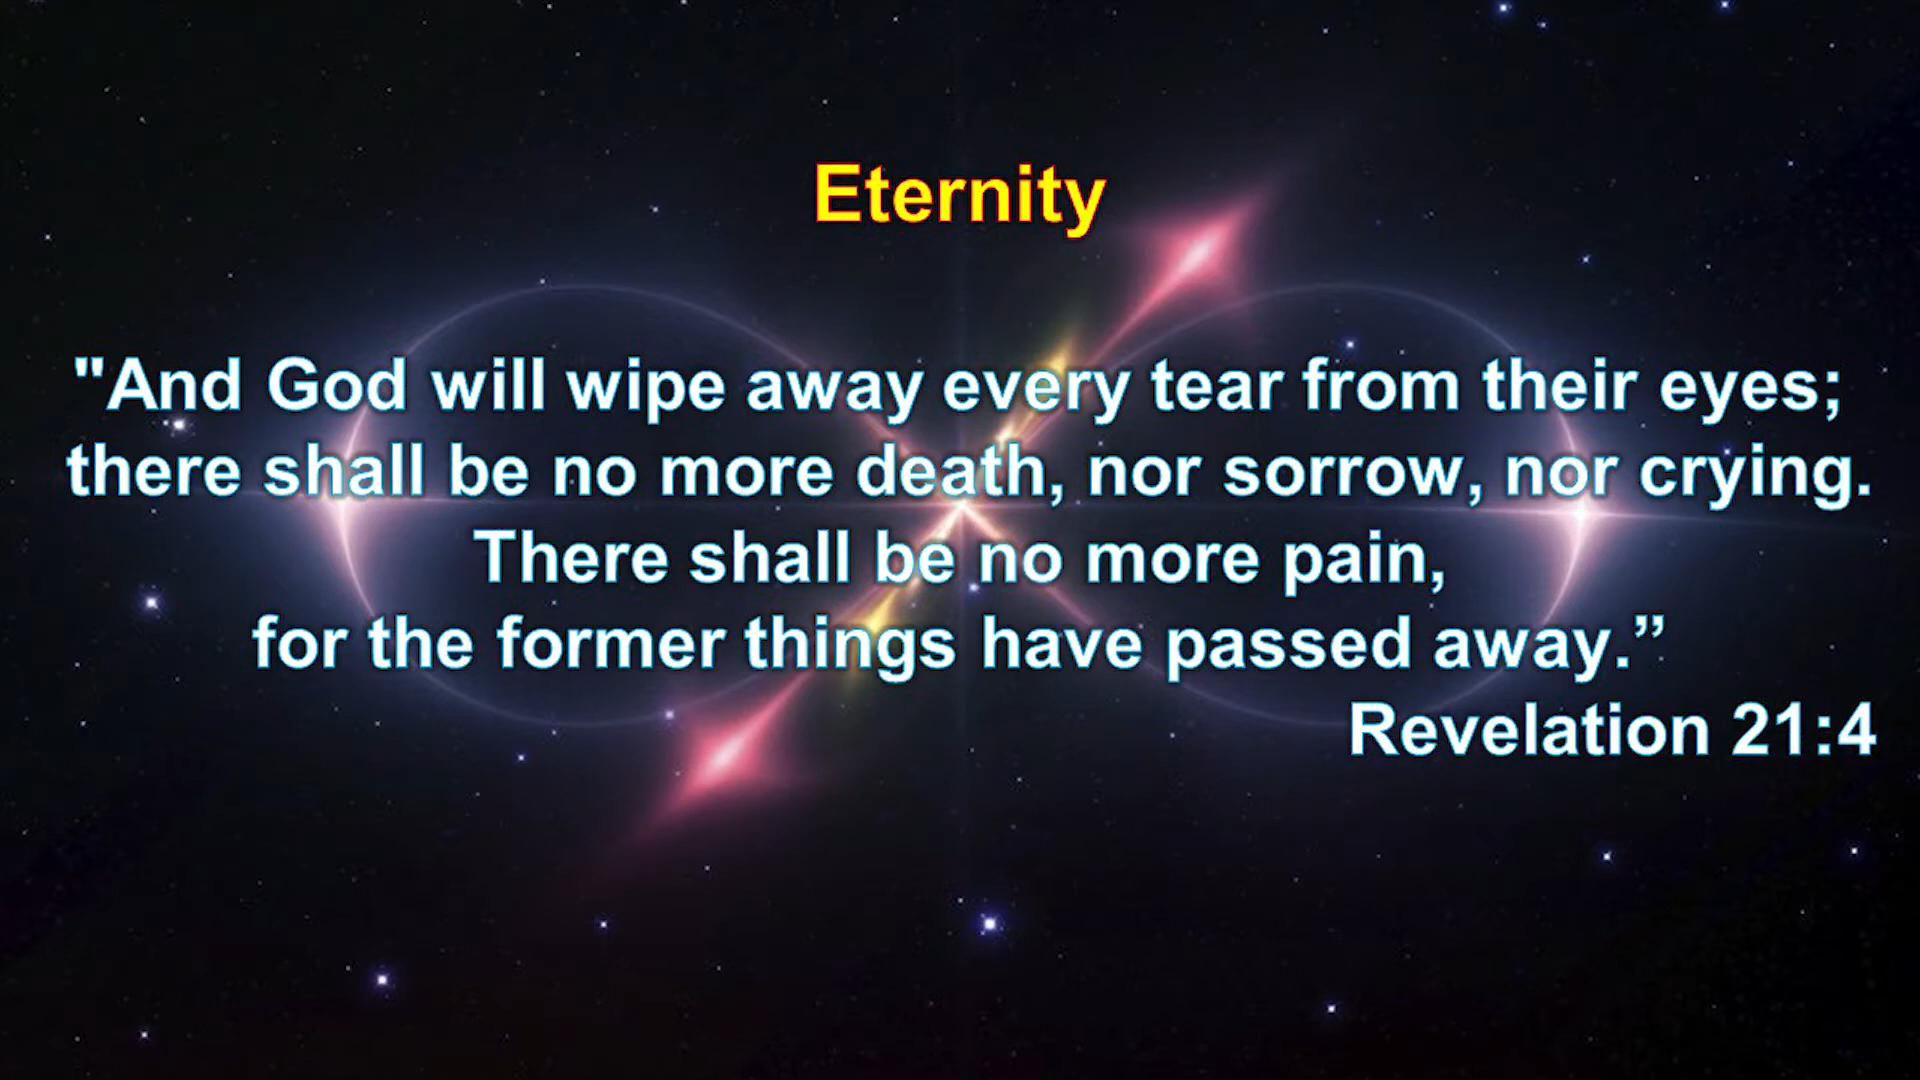 Eternity
"And God will wipe away every tear from their eyes;
there shall be no more death, nor sorrow, nor crying.
There shall be no more pain,
for the former things have passed away.”
Revelation 21:4